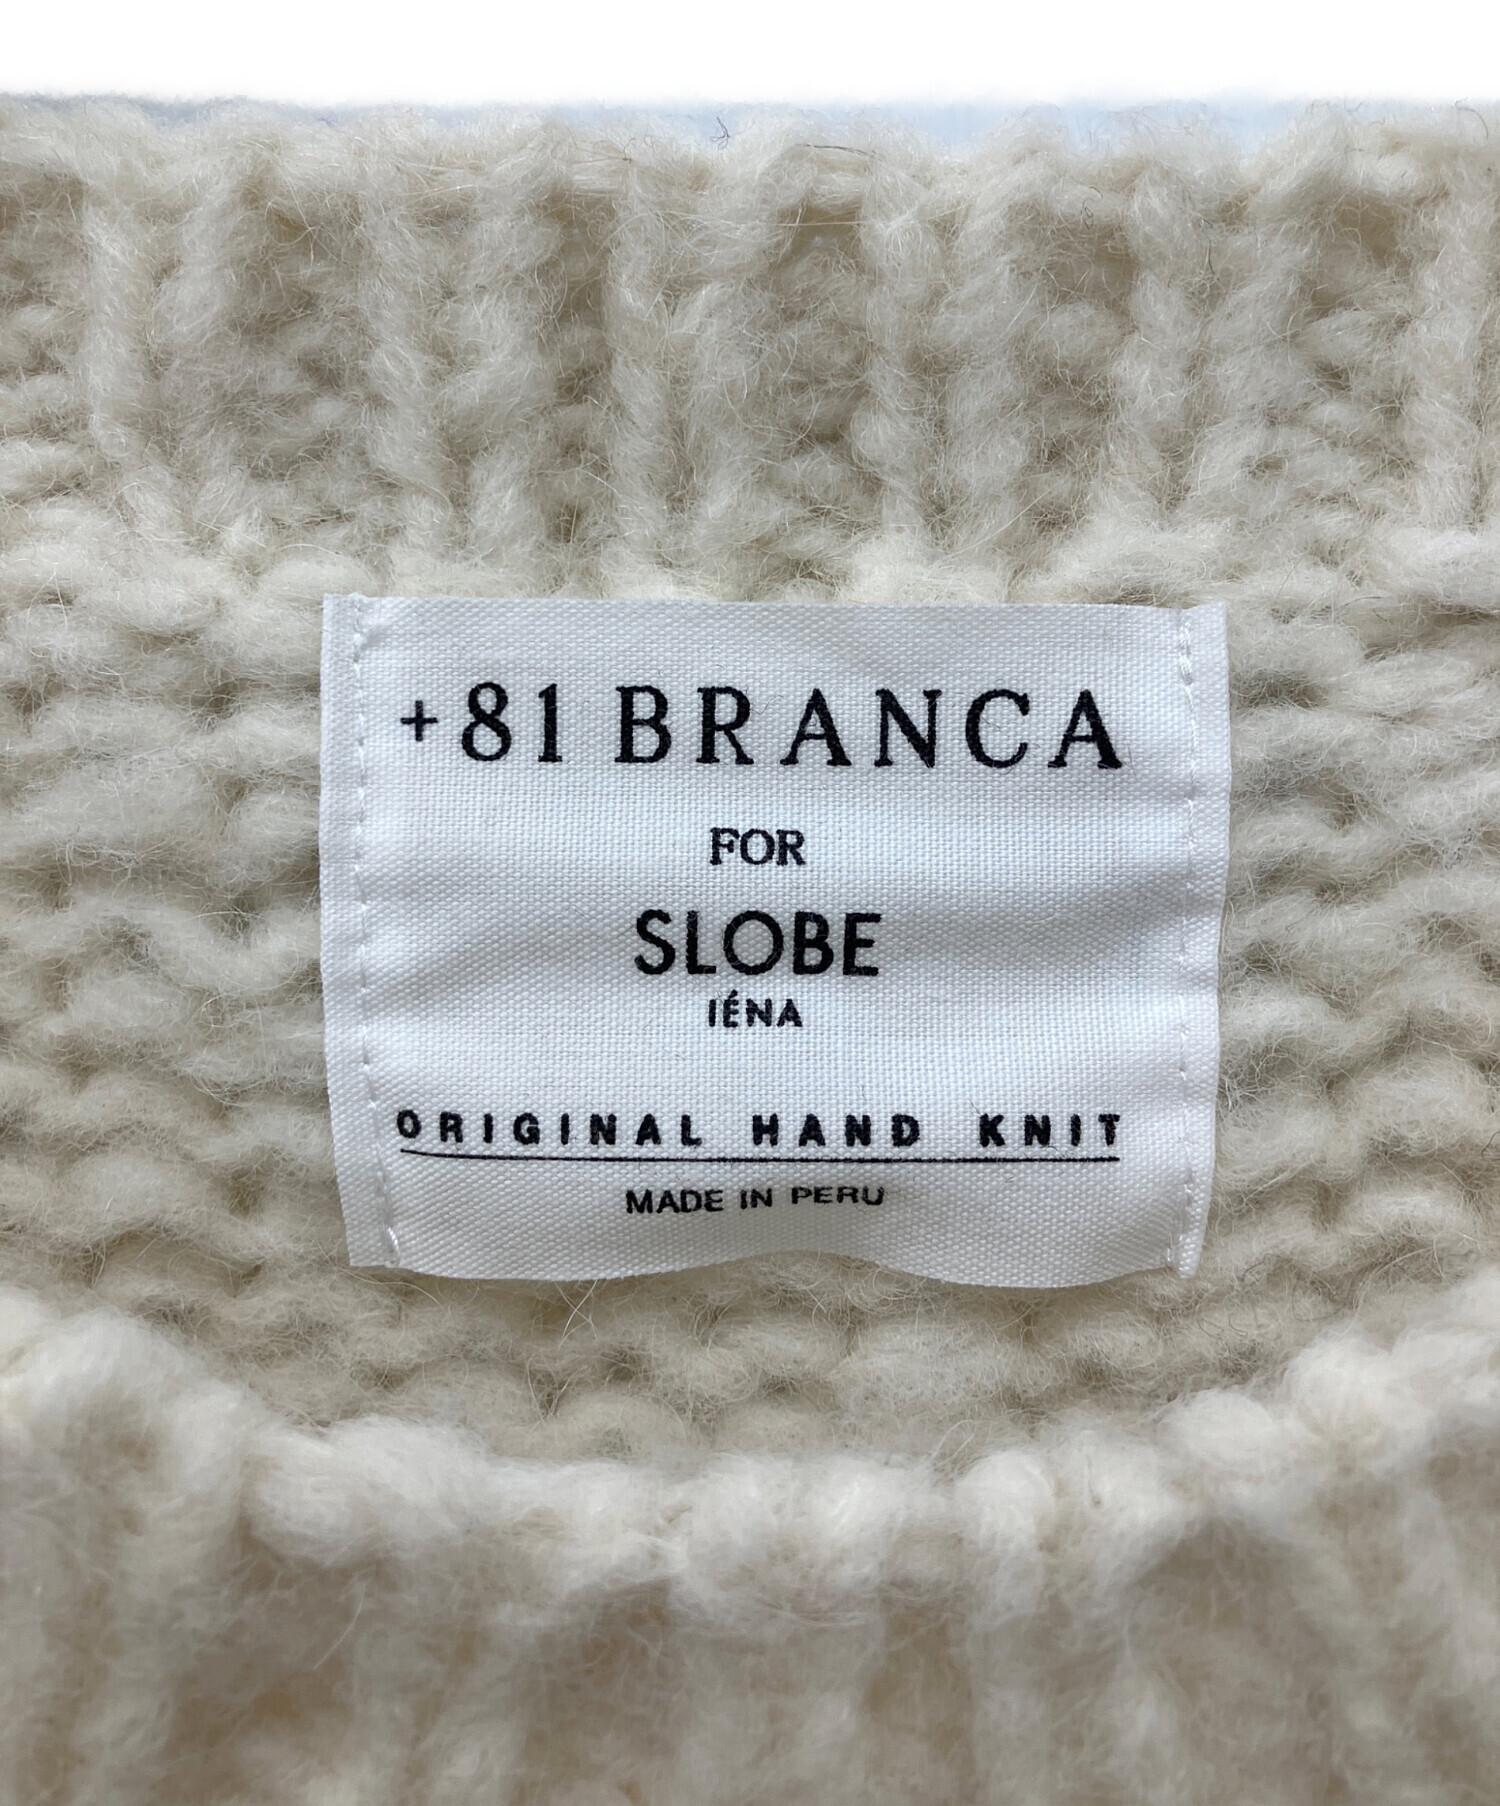 +81 BRANCA
FOR
SLOBE
IÉNA
ORIGINAL HAND KNIT
MADE IN PERU